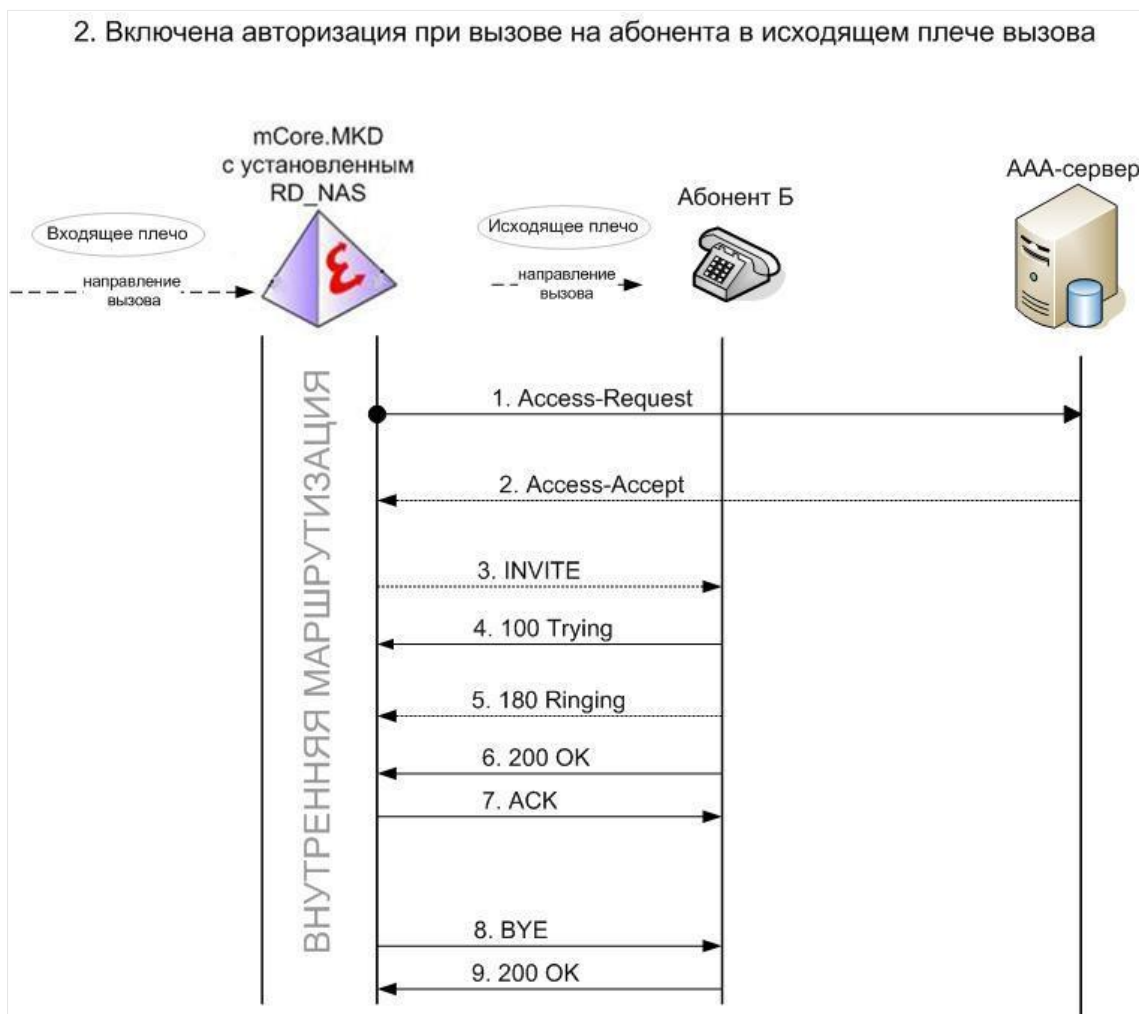 2. Включена авторизация при вызове на абонента в исходящем плече вызова
mCore.MKD
с установленным
RD_NAS
Абонент Б
ААА-сервер
Входящее плечо
Исходящее плечо
направление
вызова
направление
вызова
ВНУТРЕННЯЯ МАРШРУТИЗАЦИЯ
1. Access-Request
2. Access-Accept
3. INVITE
4. 100 Trying
5. 180 Ringing
6. 200 OK
7. ACK
8. BYE
9. 200 OK